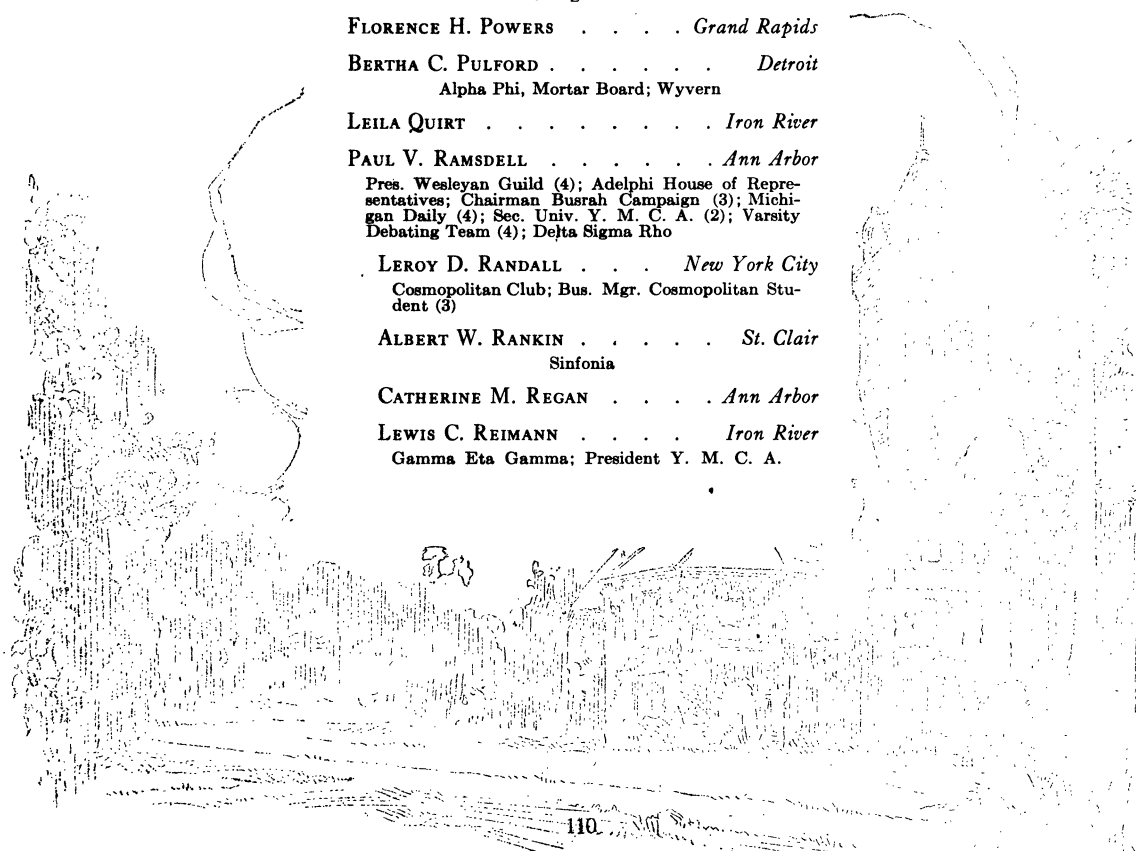 FLORENCE H. POWERS . . . . Grand Rapids
BERTHA C. PULFORD . . . . . . Detroit
Alpha Phi, Mortar Board; Wyvern
LEILA QUIRT . . . . . . . . Iron River
PAUL V. RAMSDELL . . . . . . Ann Arbor
Pres. Wesleyan Guild (4); Adelphi House of Repre-
sentatives; Chairman Busrah Campaign (3); Michi-
gan Daily (4); Sec. Univ. Y. M. C. A. (2); Varsity
Debating Team (4); Delta Sigma Rho
LEROY D. RANDALL . . . New York City
Cosmopolitan Club; Bus. Mgr. Cosmopolitan Stu-
dent (3)
ALBERT W. RANKIN . . . . . St. Clair
Sinfonia
CATHERINE M. REGAN . . . . Ann Arbor
LEWIS C. REIMANN . . . . Iron River
Gamma Eta Gamma; President Y. M. C. A.
110